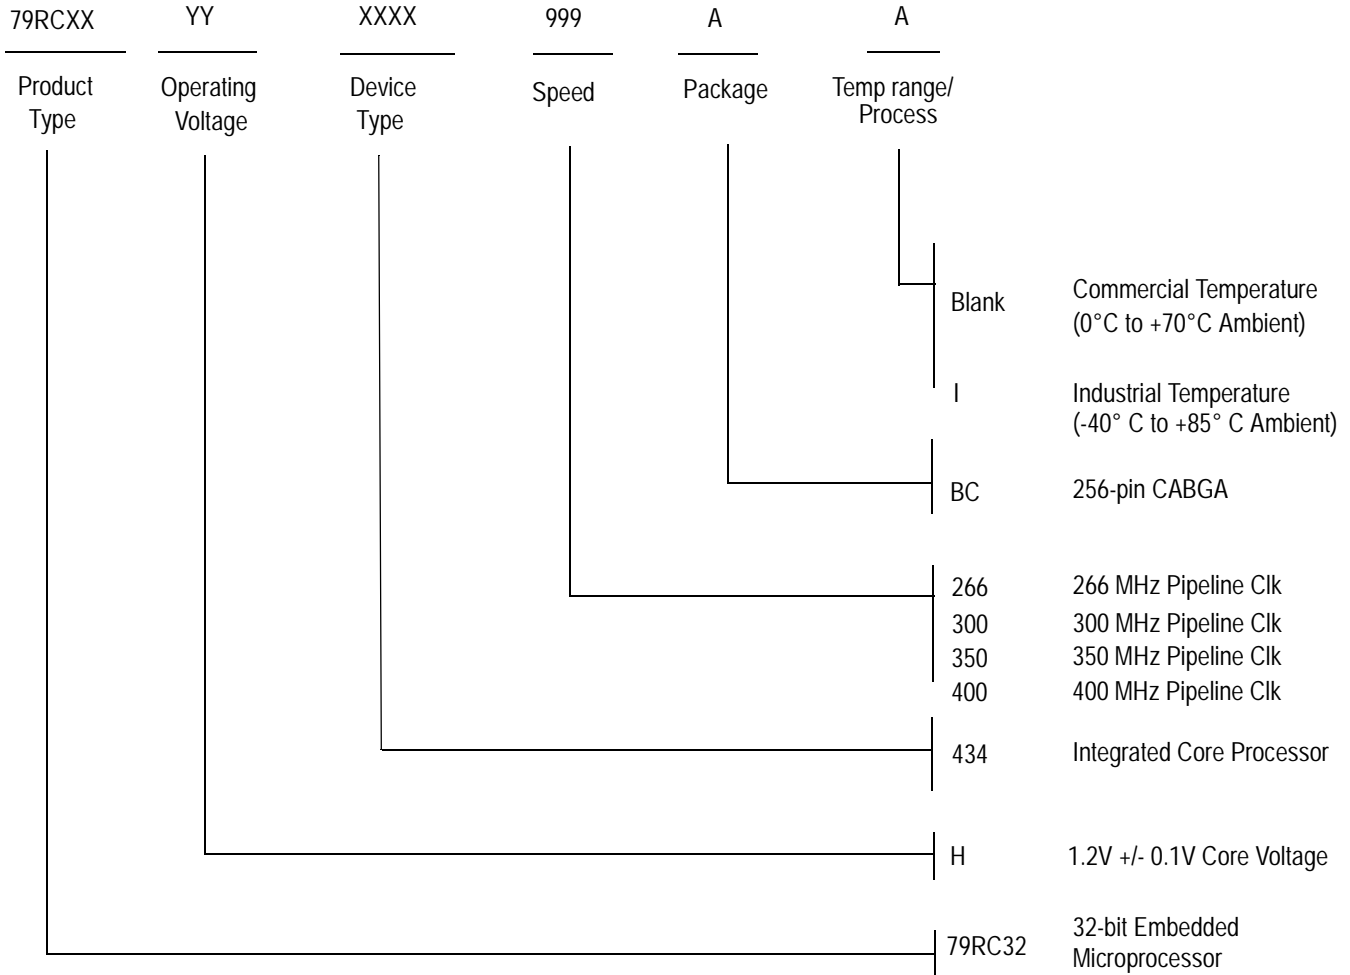 79RCXX YY XXXX 999 A A
Product Type
Operating Voltage
Device Type
Speed
Package
Temp range/
Process
Blank Commercial Temperature
(0°C to +70°C Ambient)
I Industrial Temperature
(-40° C to +85° C Ambient)
BC 256-pin CABGA
266 266 MHz Pipeline Clk
300 300 MHz Pipeline Clk
350 350 MHz Pipeline Clk
400 400 MHz Pipeline Clk
434 Integrated Core Processor
H 1.2V +/- 0.1V Core Voltage
79RC32 32-bit Embedded
Microprocessor